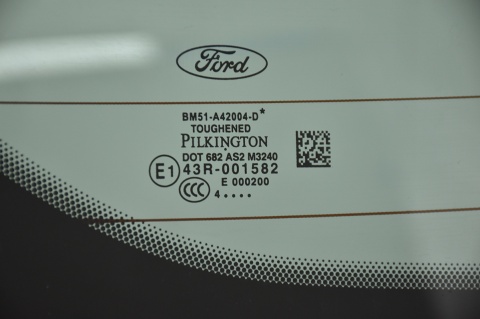 Ford
BM51-A42004-D*
TOUGHENED
PILKINGTON
DOT 682 AS2 M3240
E1 43R-001582
CCC E 000200
4....